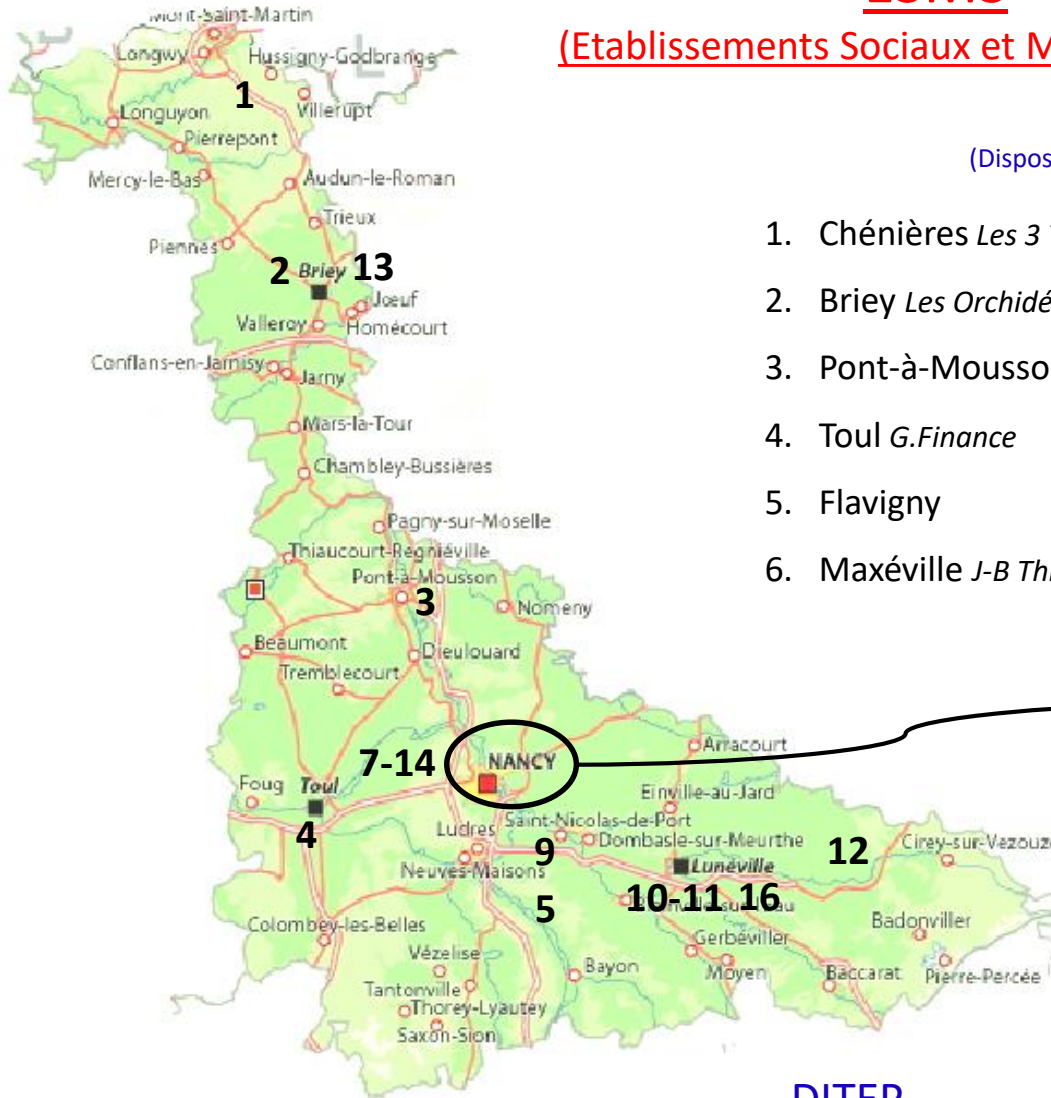 (Etablissements Sociaux et M
(Dispos
1. Chénières Les 3
2. Briey Les Orchidé
3. Pont-à-Mousso
4. Toul G.Finance
5. Flavigny
6. Maxéville J-B Th
Mont-Saint-Martin
Longwy
Hussigny-Godbrange
1
Villerupt
Longuyon
Pierrepont
Mercy-le-Bas
Audun-le-Roman
Trieux
Piennes
2 Briey 13
Jœuf
Valleroy
Homécourt
Conflans-en-Jarnisy
Jarny
Mars-la-Tour
Chambley-Bussières
Pagny-sur-Moselle
Thiaucourt-Regniéville
Pont-à-Mousson
3
Nomeny
Beaumont
Dieulouard
Tremblecourt
7-14
NANCY
Arracourt
Foug
Toul
Einville-au-Jard
4
Ludres
Saint-Nicolas-de-Port
Dombasle-sur-Meurthe
9
12
Cirey-sur-Vezouze
Neuves-Maisons
Lunéville
5
10-11
16
Colombey-les-Belles
Badonviller
Gerbéviller
Vézelise
Bayon
Moyen
Baccarat
Pierre-Percée
Tantonville
Thorey-Lyautey
Saxon-Sion
DITEP